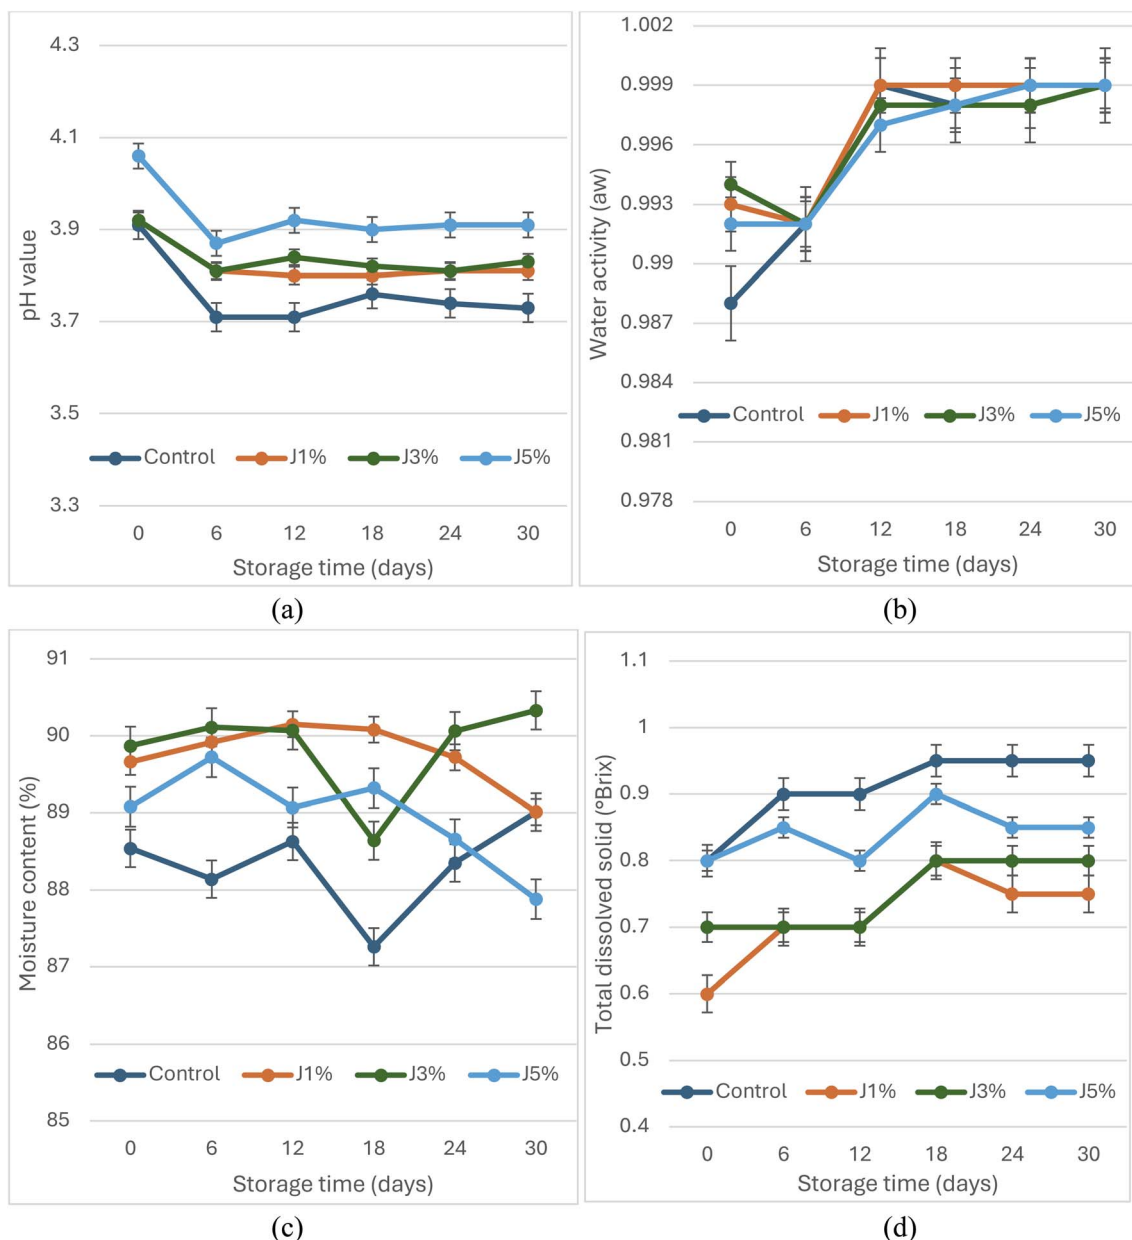 4.3
4.1
3.9
3.7
3.5
3.3
pH value
Control J1% J3% J5%
0 6 12 18 24 30
Storage time (days)
(a)
1.002
0.999
0.996
0.993
0.99
0.987
0.984
0.981
0.978
Water activity (aw)
Control J1% J3% J5%
0 6 12 18 24 30
Storage time (days)
(b)
91
90
89
88
87
86
85
Moisture content (%)
Control J1% J3% J5%
0 6 12 18 24 30
Storage time (days)
(c)
1.1
1
0.9
0.8
0.7
0.6
0.5
0.4
Total dissolved solid (°Brix)
Control J1% J3% J5%
0 6 12 18 24 30
Storage time (days)
(d)